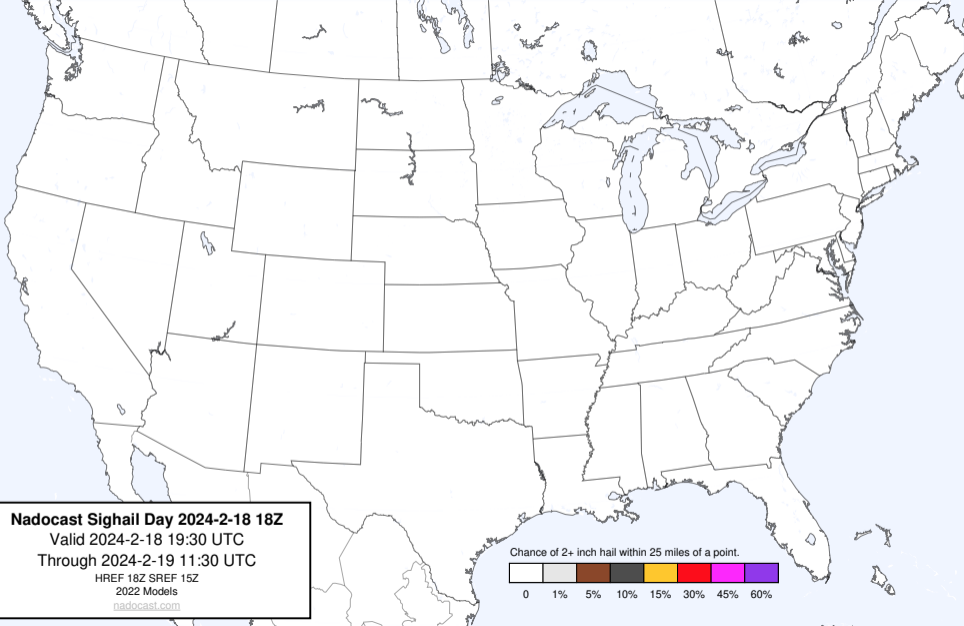 Nadocast Sighail Day 2024-2-18 18Z
Valid 2024-2-18 19:30 UTC
Through 2024-2-19 11:30 UTC
HREF 18Z SREF 15Z
2022 Models
nadocast.com
Chance of 2+ inch hail within 25 miles of a point.
0 1% 5% 10% 15% 30% 45% 60%